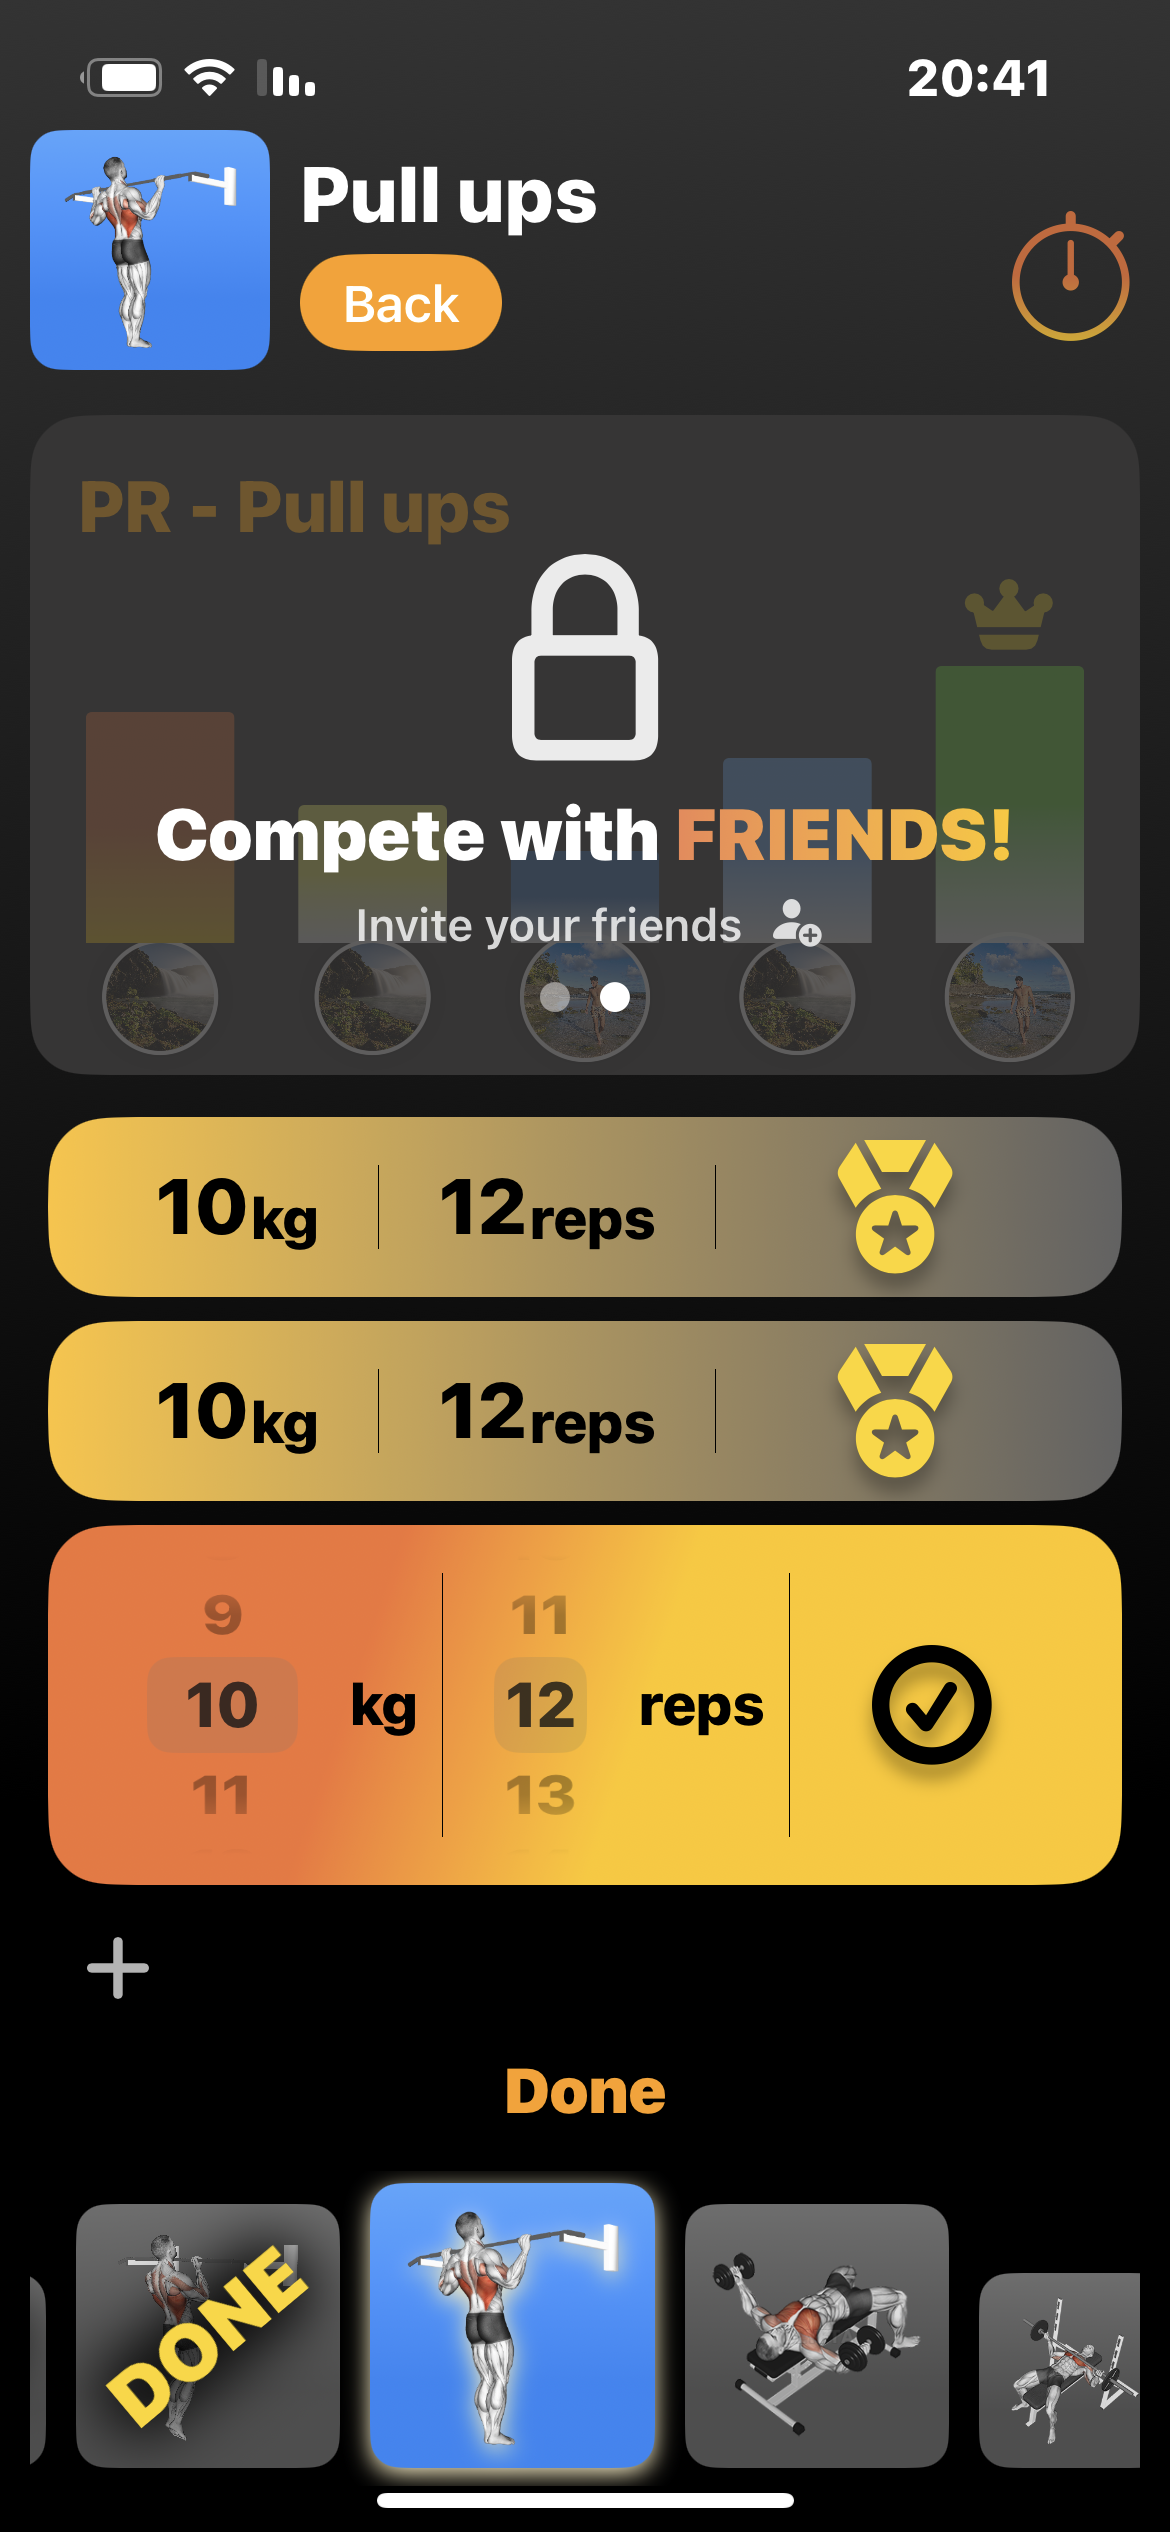 20:41
Pull ups
Back
PR - Pull ups
Compete with FRIENDS!
Invite your friends
10kg 12reps
10kg 12reps
9 11
10 kg 12 reps
11 13
Done
DONE